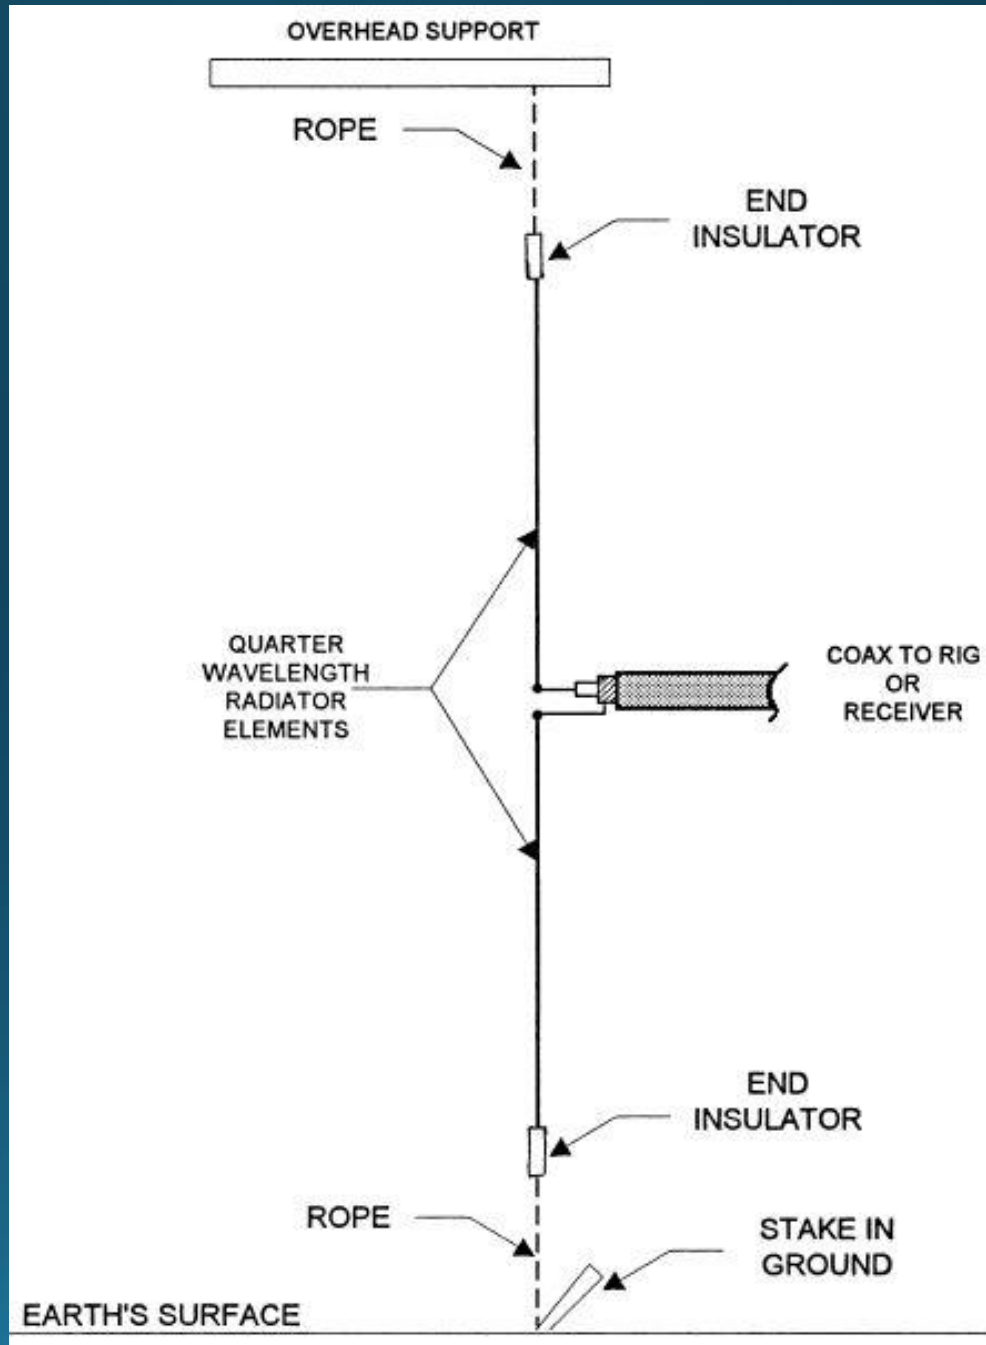 OVERHEAD SUPPORT
ROPE
END
INSULATOR
QUARTER
WAVELENGTH
RADIATOR
ELEMENTS
COAX TO RIG
OR
RECEIVER
END
INSULATOR
ROPE
STAKE IN
GROUND
EARTH'S SURFACE